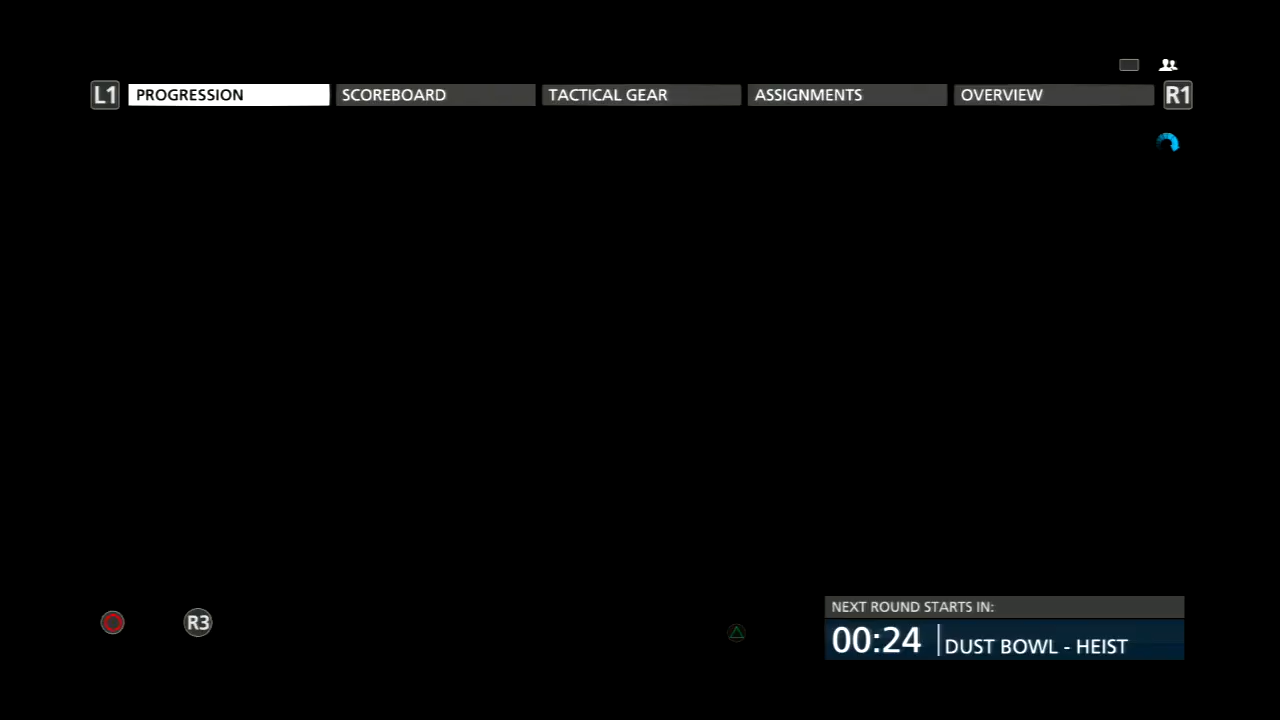 L1 PROGRESSION SCOREBOARD TACTICAL GEAR ASSIGNMENTS OVERVIEW R1
R3
NEXT ROUND STARTS IN:
00:24 DUST BOWL - HEIST